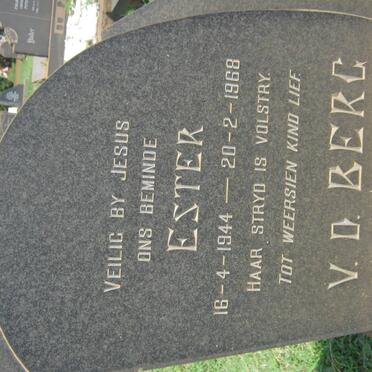 VEILIG BY JESUS
ONS BEMINDE
ESTER
16-4-1944 — 20-2-1968
HAAR STRYD IS VOLSTRY.
TOT WEERSIEN KIND LIEF.
V. D. BERG